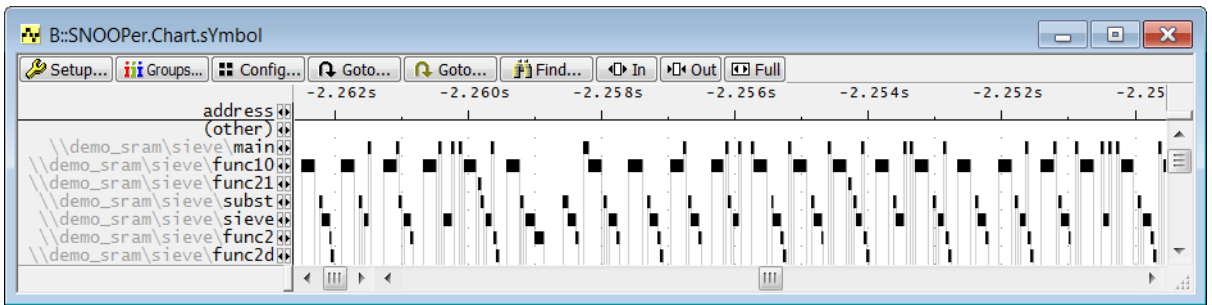 B::SNOOPer.Chart.sYmbol
Setup... Groups... Config... Goto... Goto... Find... In Out Full
-2.262s -2.260s -2.258s -2.256s -2.254s -2.252s -2.25
address
(other)
\\demo_sram\sieve\main
\\demo_sram\sieve\func10
\\demo_sram\sieve\func21
\\demo_sram\sieve\subst
\\demo_sram\sieve\sieve
\\demo_sram\sieve\func2
\\demo_sram\sieve\func2d